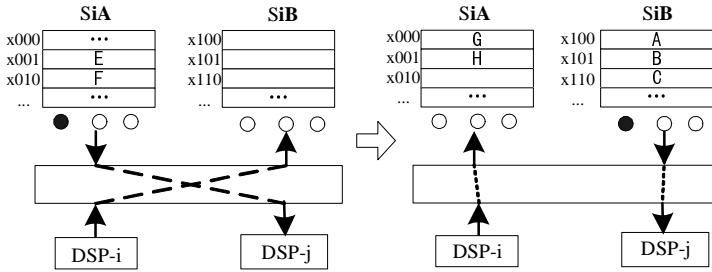 SiA SiB SiA SiB
x000 ... x100 x000 G x100 A
x001 E x101 x001 H x101 B
x010 F x110 x010 x110 C
... ... ... ... ... ... ...
DSP-i DSP-j DSP-i DSP-j